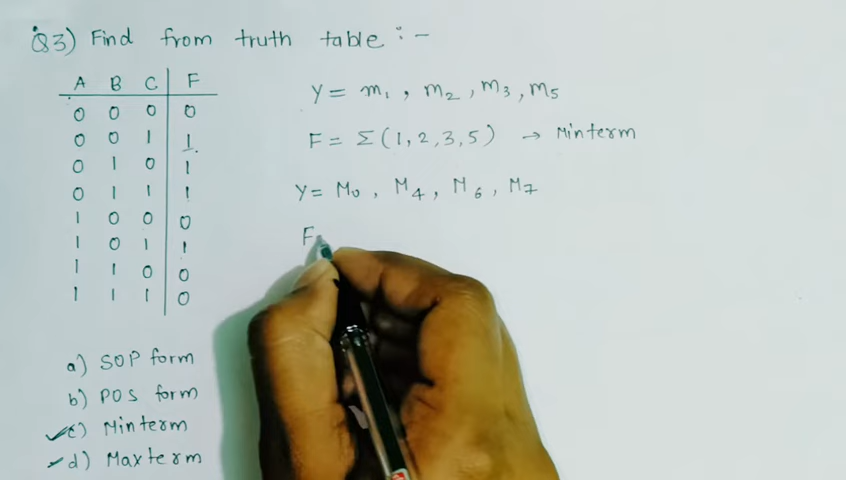 Q3) Find from truth table :-
A B C F
0 0 0 0
0 0 1 1
0 1 0 1
0 1 1 1
1 0 0 0
1 0 1 1
1 1 0 0
1 1 1 0
Y = m1, m2, m3, m5
F = Σ(1,2,3,5) → Minterm
Y = M0, M4, M6, M7
F
a) SOP form
b) POS form
✓c) Minterm
✓d) Maxterm